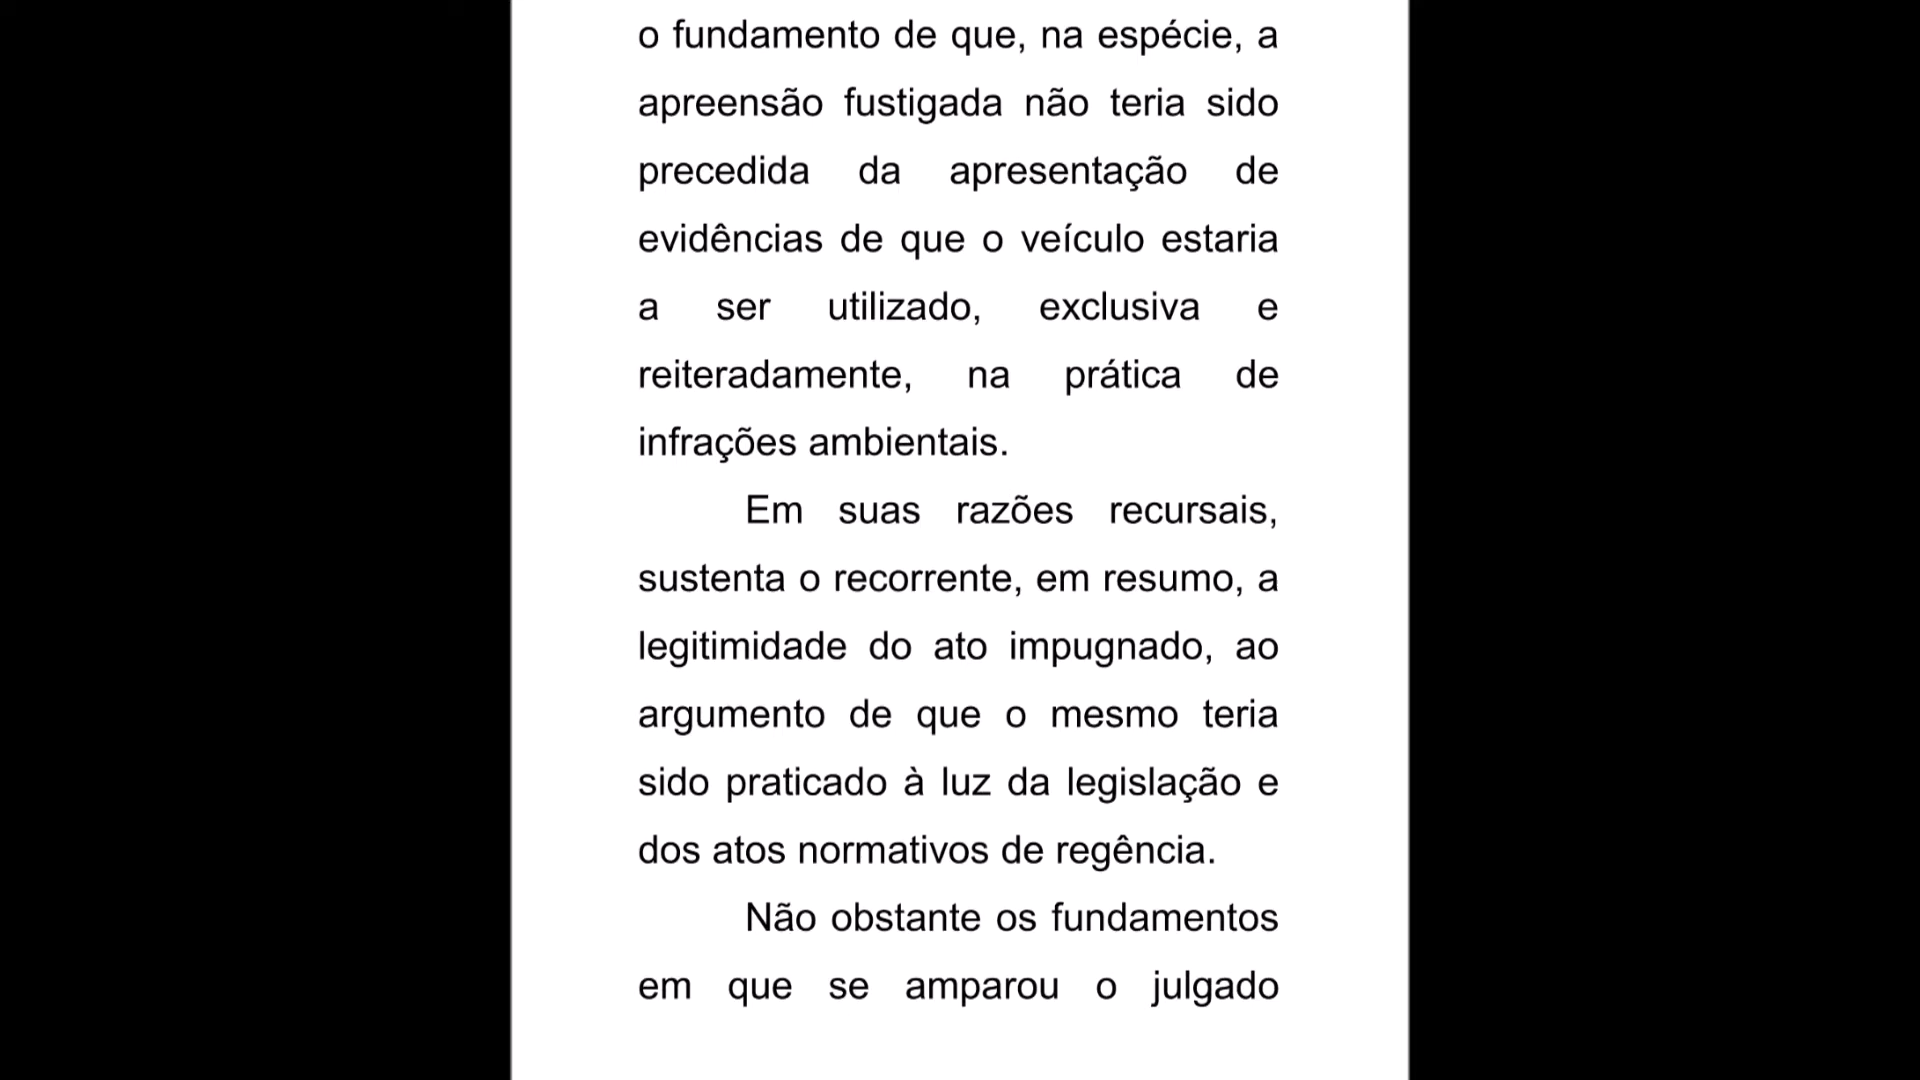 o fundamento de que, na espécie, a
apreensão fustigada não teria sido
precedida da apresentação de
evidências de que o veículo estaria
a ser utilizado, exclusiva e
reiteradamente, na prática de
infrações ambientais.
Em suas razões recursais,
sustenta o recorrente, em resumo, a
legitimidade do ato impugnado, ao
argumento de que o mesmo teria
sido praticado à luz da legislação e
dos atos normativos de regência.
Não obstante os fundamentos
em que se amparou o julgado